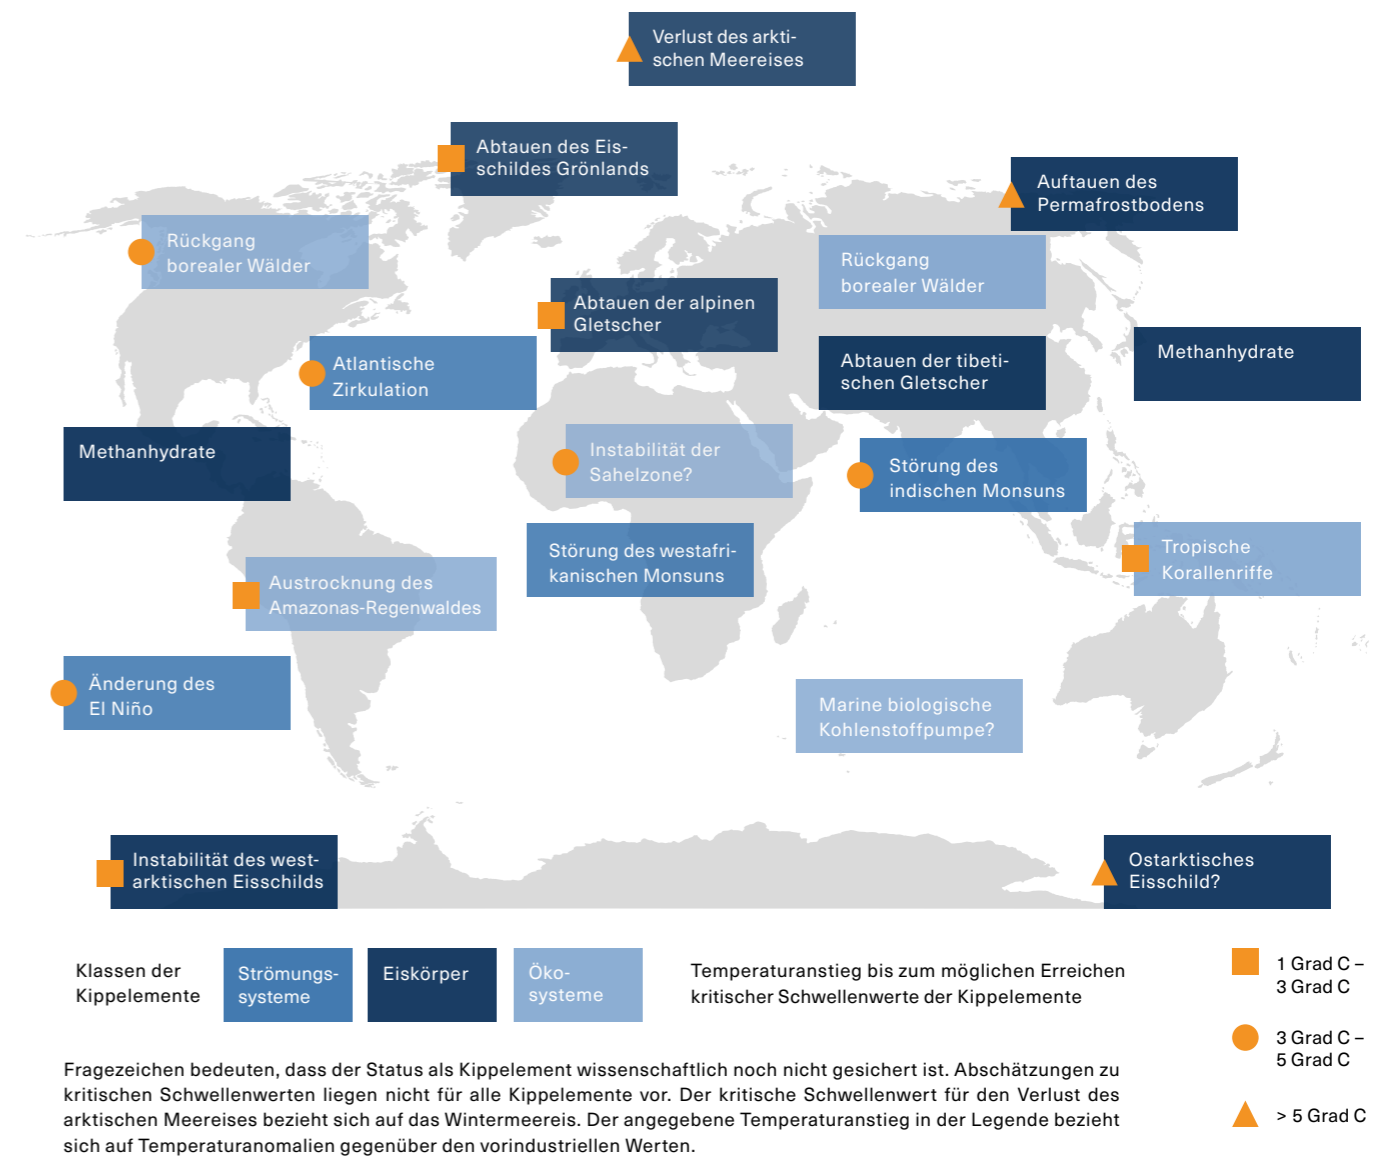 Verlust des arkti-
schen Meereises
Abtauen des Eis-
schildes Grönlands
Auftauen des
Permafrostbodens
Rückgang
borealer Wälder
Rückgang
borealer Wälder
Abtauen der alpinen
Gletscher
Atlantische
Zirkulation
Abtauen der tibeti-
schen Gletscher
Methanhydrate
Methanhydrate
Instabilität der
Sahelzone?
Störung des
indischen Monsuns
Störung des westafri-
kanischen Monsuns
Tropische
Korallenriffe
Austrocknung des
Amazonas-Regenwaldes
Änderung des
El Niño
Marine biologische
Kohlenstoffpumpe?
Instabilität des west-
arktischen Eisschilds
Ostarktisches
Eisschild?
Klassen der
Kippelemente
Strömungs-
systeme
Eiskörper
Öko-
systeme
Temperaturanstieg bis zum möglichen Erreichen
kritischer Schwellenwerte der Kippelemente
1 Grad C –
3 Grad C
3 Grad C –
5 Grad C
> 5 Grad C
Fragezeichen bedeuten, dass der Status als Kippelement wissenschaftlich noch nicht gesichert ist. Abschätzungen zu
kritischen Schwellenwerten liegen nicht für alle Kippelemente vor. Der kritische Schwellenwert für den Verlust des
arktischen Meereises bezieht sich auf das Wintermeereis. Der angegebene Temperaturanstieg in der Legende bezieht
sich auf Temperaturanomalien gegenüber den vorindustriellen Werten.